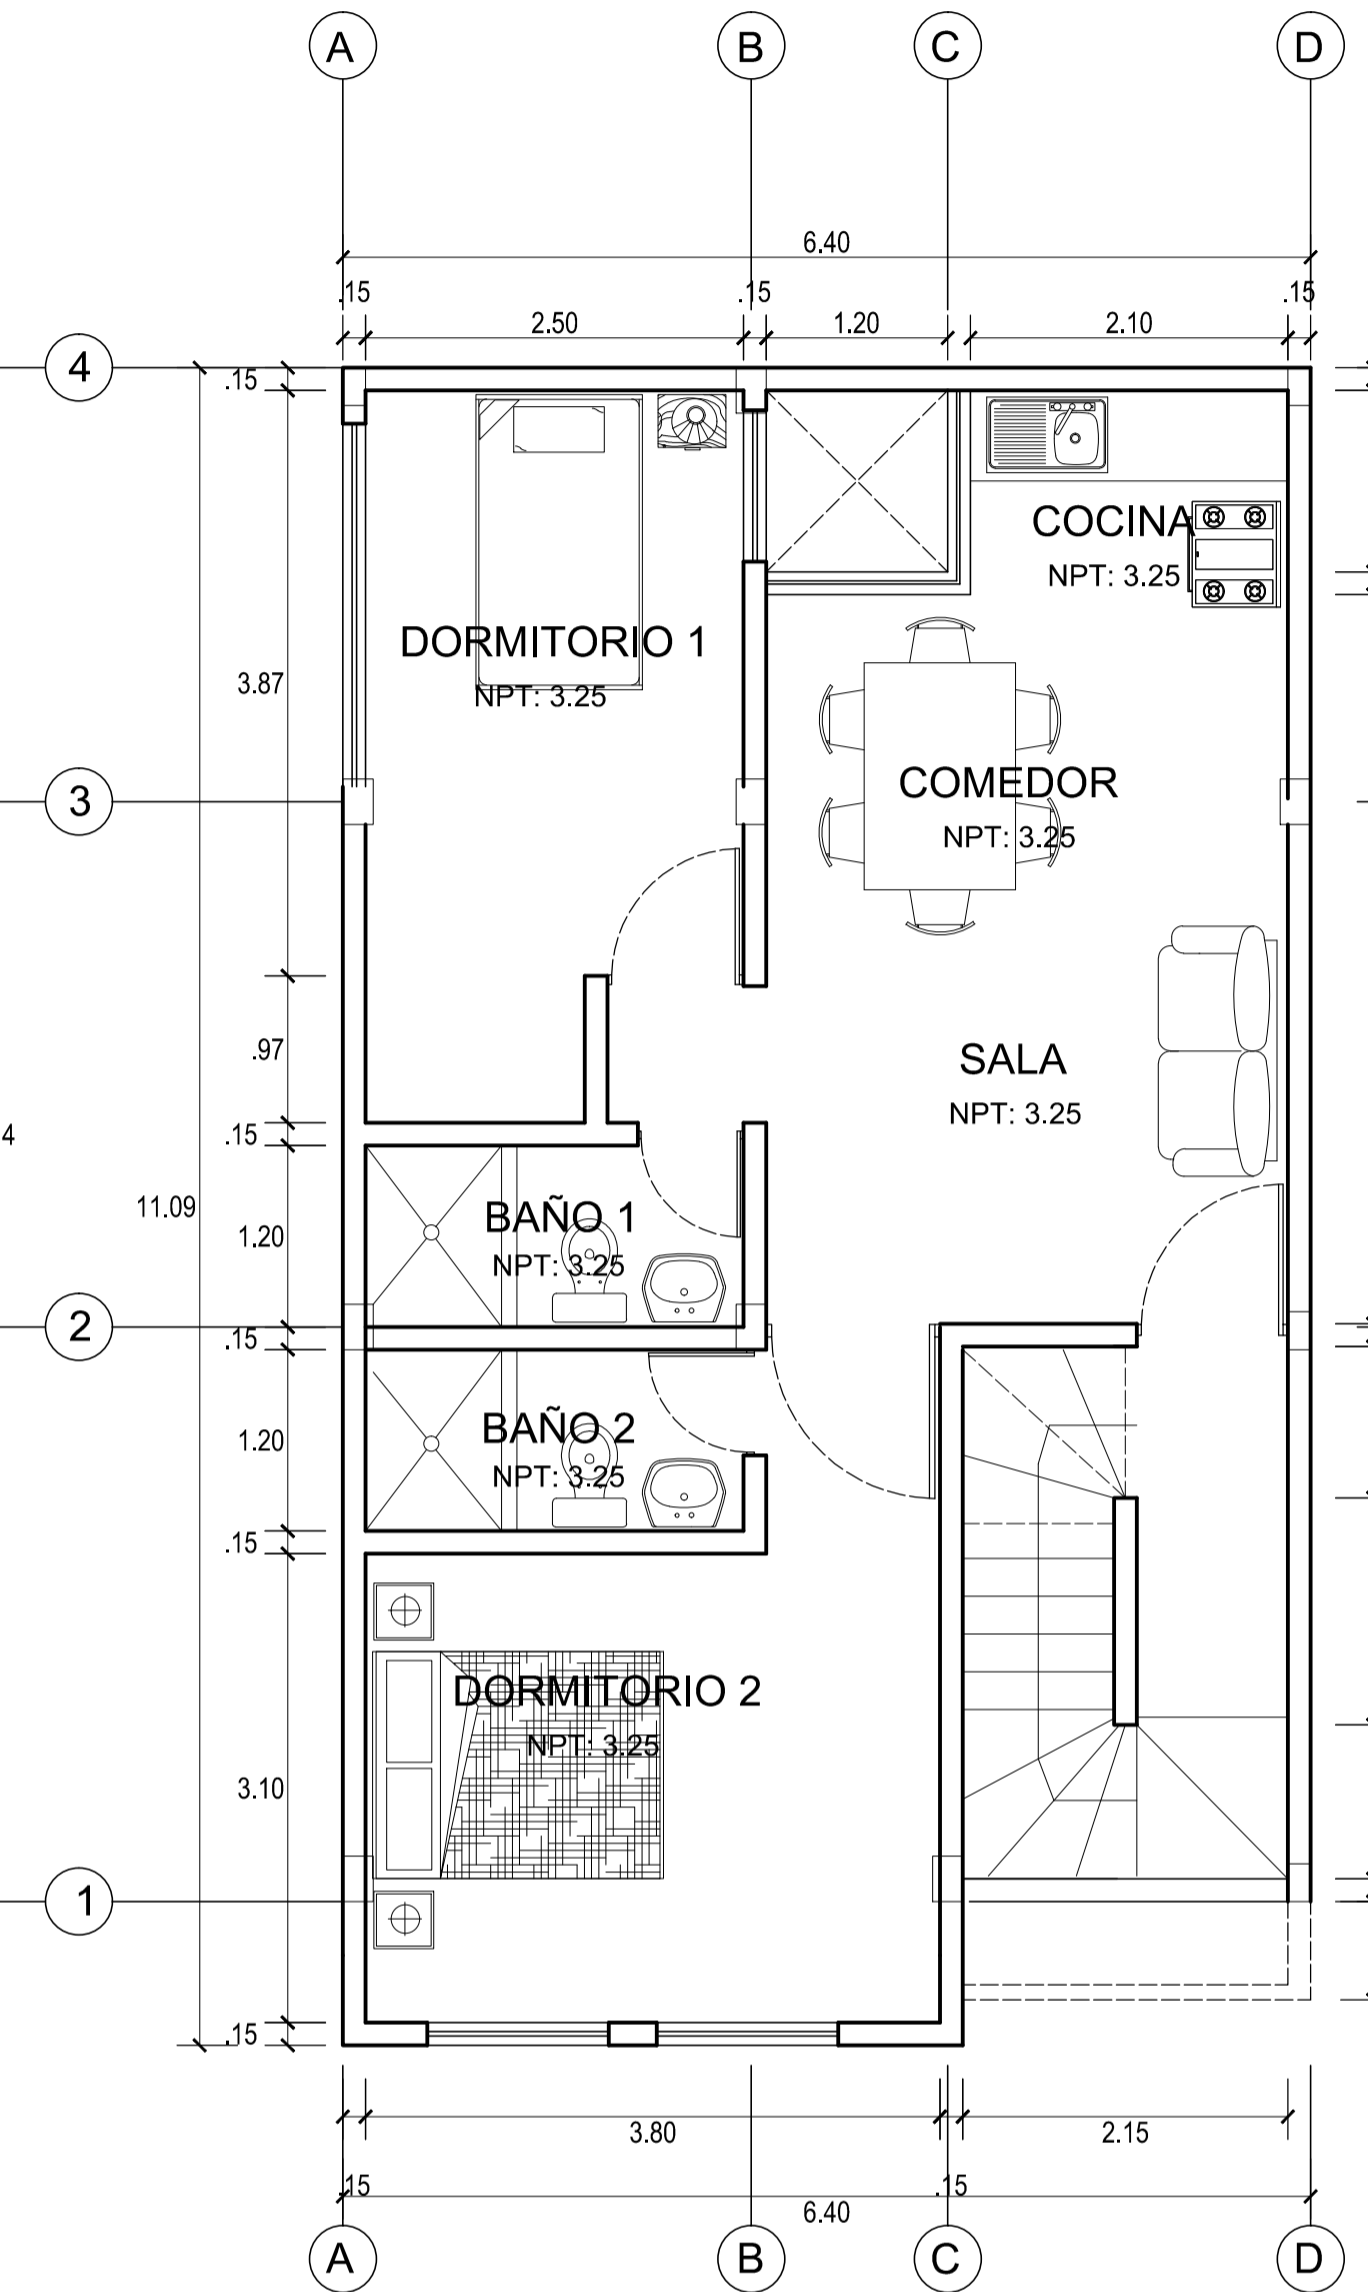 A B C D
6.40
.15 .15 .15
2.50 1.20 2.10
4
.15
COCINA
NPT: 3.25
DORMITORIO 1
NPT: 3.25
3.87
3
COMEDOR
NPT: 3.25
.97
SALA
NPT: 3.25
4
.15
11.09
BAÑO 1
NPT: 3.25
1.20
2
.15
BAÑO 2
NPT: 3.25
1.20
.15
DORMITORIO 2
NPT: 3.25
3.10
1
.15
3.80 2.15
.15 .15
6.40
A B C D